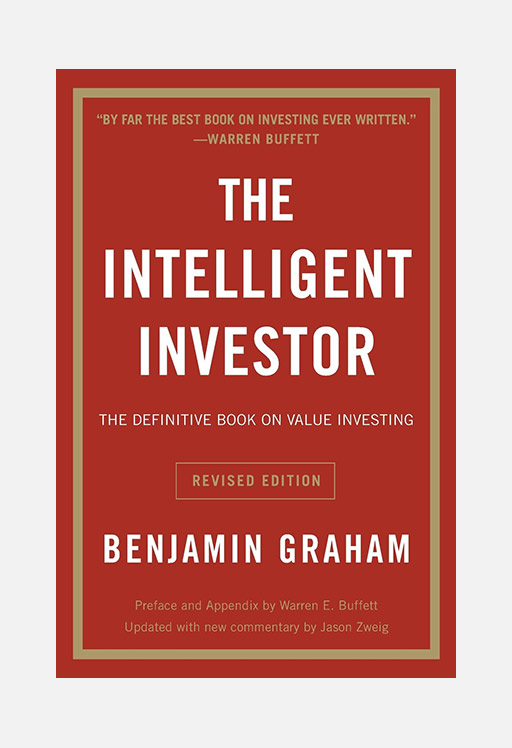 “BY FAR THE BEST BOOK ON INVESTING EVER WRITTEN.”
—WARREN BUFFETT
THE
INTELLIGENT
INVESTOR
THE DEFINITIVE BOOK ON VALUE INVESTING
REVISED EDITION
BENJAMIN GRAHAM
Preface and Appendix by Warren E. Buffett
Updated with new commentary by Jason Zweig